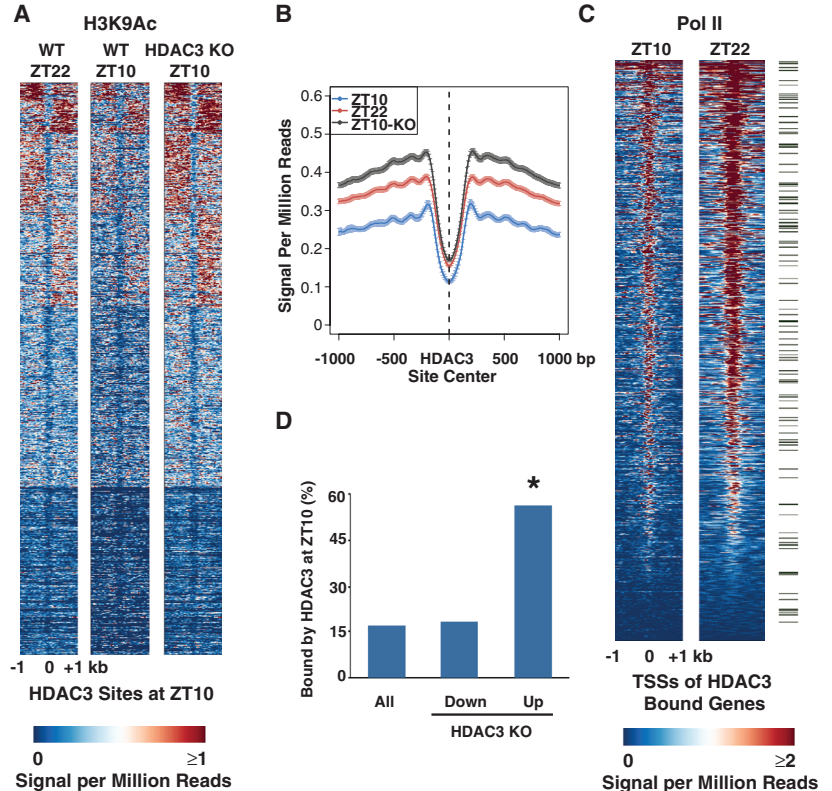 A
H3K9Ac
WT WT HDAC3 KO
ZT22 ZT10 ZT10
-1 0 +1 kb
HDAC3 Sites at ZT10
0 ≥1
Signal per Million Reads
B
Signal Per Million Reads
0.6
0.5
0.4
0.3
0.2
0.1
0
ZT10
ZT22
ZT10-KO
-1000 -500 HDAC3 500 1000 bp
Site Center
C
Pol II
ZT10 ZT22
-1 0 +1 kb
TSSs of HDAC3
Bound Genes
0 ≥2
Signal per Million Reads
D
Bound by HDAC3 at ZT10 (%)
60
45
30
15
0
*
All Down Up
HDAC3 KO